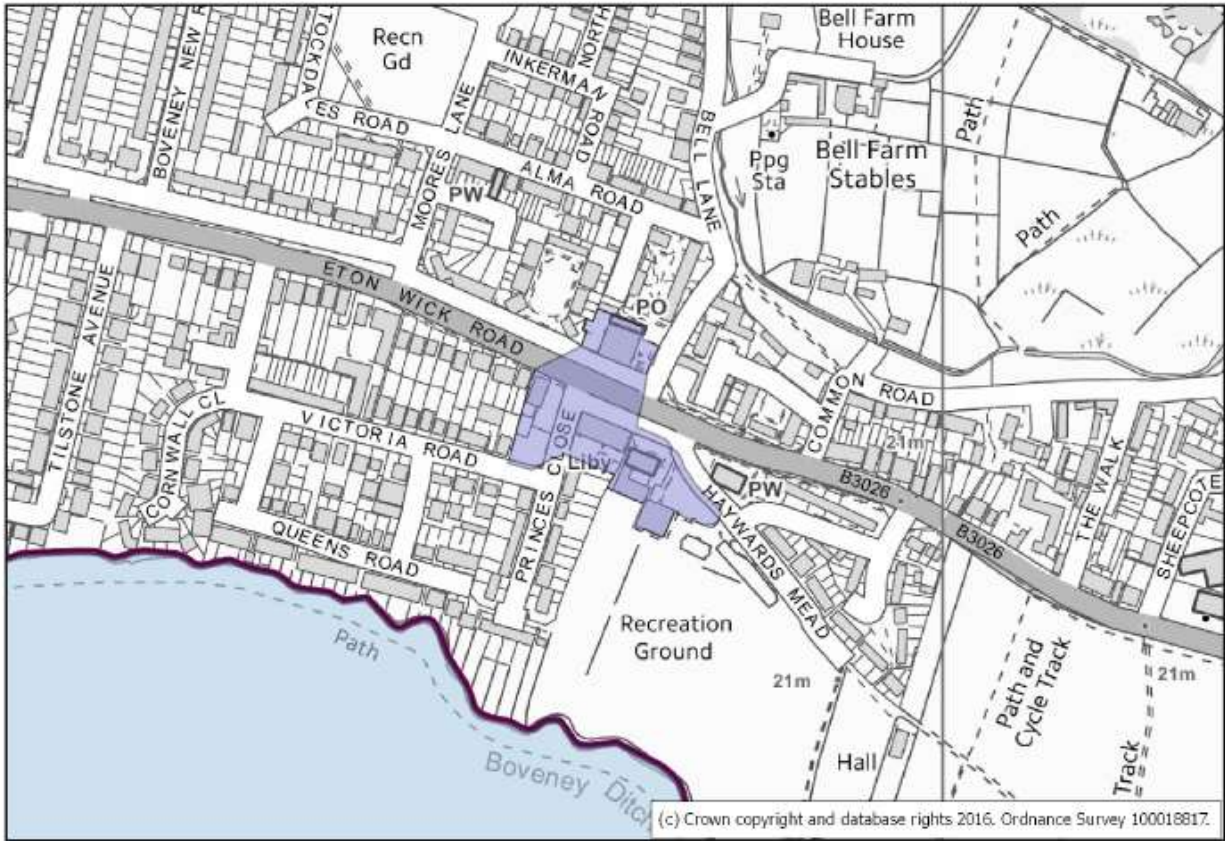 Bell Farm
House
Recn
Gd
BOVENEY NEW R
STOCKDAL
ES ROAD
INKERMAN
ROAD
NORTH
MOORES LANE
ALMA ROAD
PW
BELL LANE
Ppg
Sta
Bell Farm
Stables
Path
Path
ETON WICK ROAD
PO
TILSTONE AVENUE
CORNWALL CL
VICTORIA ROAD
CLOSE
PRINCES
Liby
PW
COMMON ROAD
21m
B3026
B3026
THE WALK
SHEEPCOTE
QUEENS ROAD
HAYWARDS MEAD
Recreation
Ground
21m
Path and
Cycle Track
21m
Track
Hall
Path
Boveney Ditch
(c) Crown copyright and database rights 2016. Ordnance Survey 100018817.